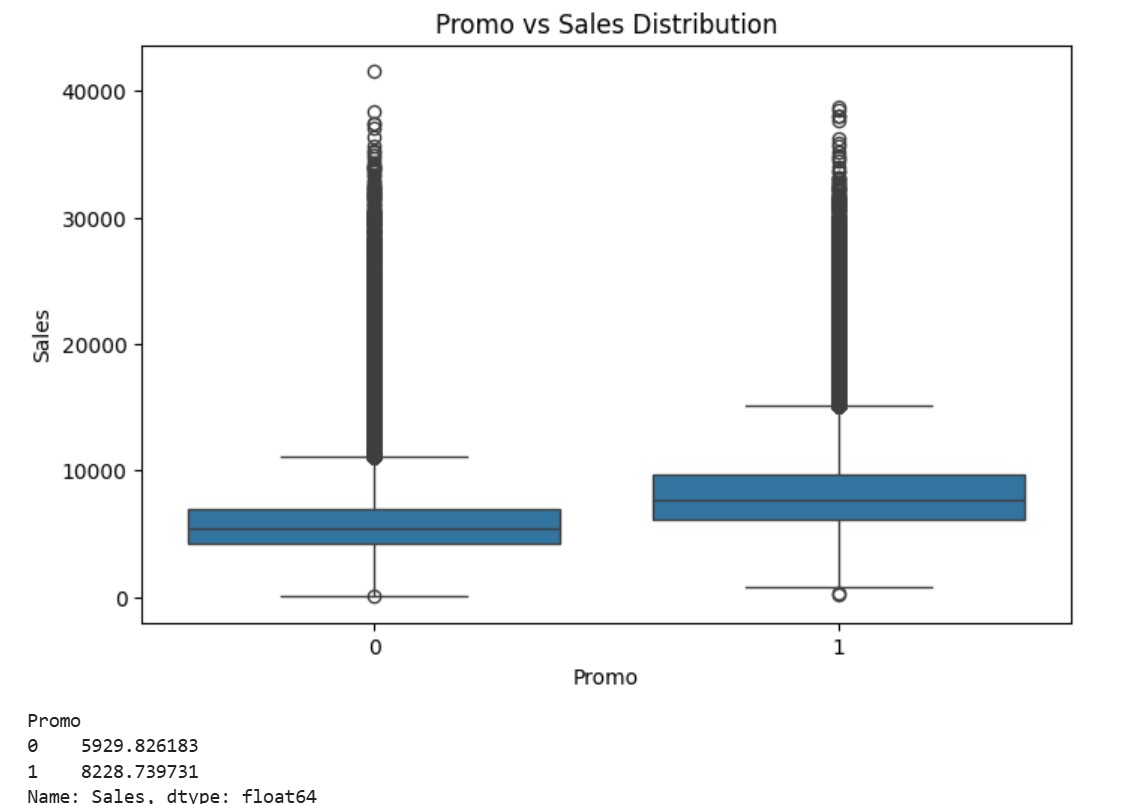 Promo vs Sales Distribution
40000
30000
20000
10000
0
Sales
0 1
Promo
Promo
0 5929.826183
1 8228.739731
Name: Sales, dtype: float64